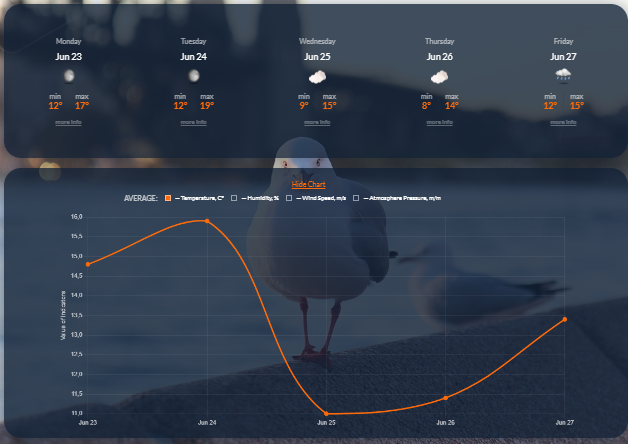 Monday Tuesday Wednesday Thursday Friday
Jun 23 Jun 24 Jun 25 Jun 26 Jun 27
min max min max min max min max min max
12° 17° 12° 19° 9° 15° 8° 14° 12° 15°
more info more info more info more info more info
Hide Chart
AVERAGE: — Temperature, C° — Humidity, % — Wind Speed, m/s — Atmosphere Pressure, m/m
Value of Indicators
16,0
15,5
15,0
14,5
14,0
13,5
13,0
12,5
12,0
11,5
11,0
Jun 23 Jun 24 Jun 25 Jun 26 Jun 27